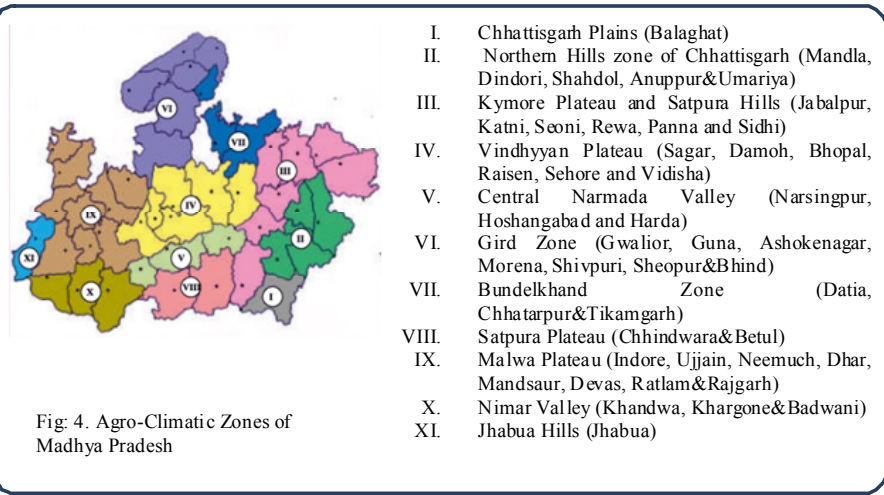 I. Chhattisgarh Plains (Balaghat)
II. Northern Hills zone of Chhattisgarh (Mandla,
Dindori, Shahdol, Anuppur&Umariya)
III. Kymore Plateau and Satpura Hills (Jabalpur,
Katni, Seoni, Rewa, Panna and Sidhi)
IV. Vindhyyan Plateau (Sagar, Damoh, Bhopal,
Raisen, Sehore and Vidisha)
V. Central Narmada Valley (Narsingpur,
Hoshangabad and Harda)
VI. Gird Zone (Gwalior, Guna, Ashokenagar,
Morena, Shivpuri, Sheopur&Bhind)
VII. Bundelkhand Zone (Datia,
Chhatarpur&Tikamgarh)
VIII. Satpura Plateau (Chhindwara&Betul)
IX. Malwa Plateau (Indore, Ujjain, Neemuch, Dhar,
Mandsaur, Devas, Ratlam&Rajgarh)
X. Nimar Valley (Khandwa, Khargone&Badwani)
XI. Jhabua Hills (Jhabua)
VI
VII
III
IV
IX
II
V
XI
VIII
X
I
Fig: 4. Agro-Climatic Zones of
Madhya Pradesh